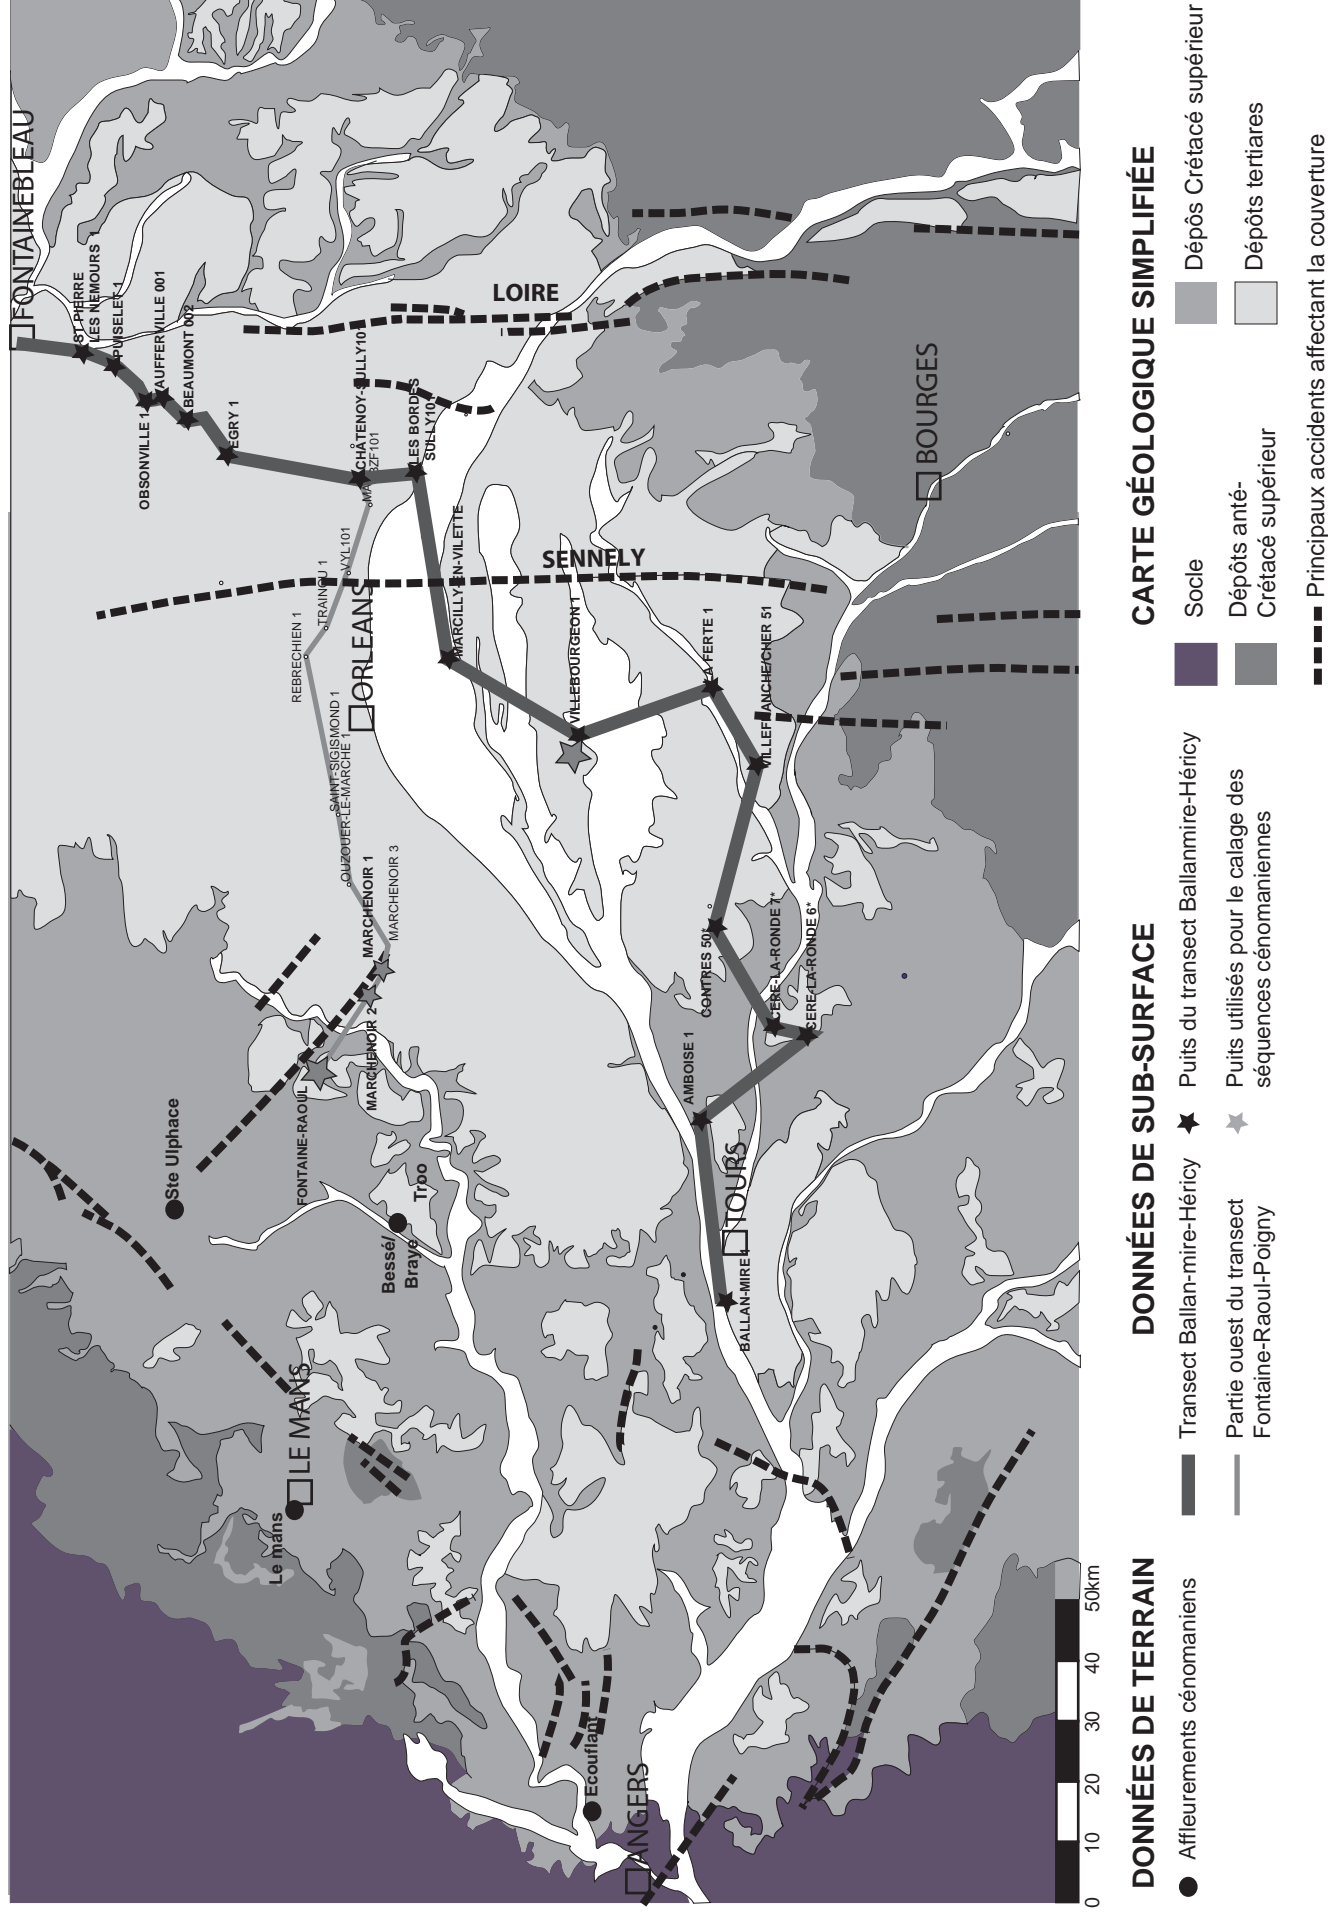 FONTAINEBLEAU
ST PIERRE
LES NEMOURS 1
PUISELET 1
OBSONVILLE 1
AUFFERVILLE 001
BEAUMONT 002
EGRY 1
CHÂTENOY-SULLY101
LES BORDES
SULLY101
VYL101
TRAINOU 1
REBRECHIEN 1
ORLEANS
SAINT-SIGISMOND 1
OUZOUER-LE-MARCHE 1
MARCHENOIR 1
MARCHENOIR 3
MARCHENOIR 2
FONTAINE-RAOUL
LOIRE
SENNELY
MARCILLY-EN-VILETTE
VILLEBOURGEON 1
LA FERTE 1
VILLEFRANCHE/CHER 51
CONTRES 50*
CERE-LA-RONDE 7*
CERE-LA-RONDE 6*
AMBOISE 1
TOURS
BALLAN-MIRE 1
BOURGES
Ste Ulphace
Troo
Bessé/
Braye
LE MANS
Le mans
Ecouflant
ANGERS
0 10 20 30 40 50km
DONNÉES DE TERRAIN
Affleurements cénomaniens
DONNÉES DE SUB-SURFACE
Transect Ballan-mire-Héricy
Partie ouest du transect
Fontaine-Raoul-Poigny
Puits du transect Ballanmire-Héricy
Puits utilisés pour le calage des
séquences cénomaniennes
CARTE GÉOLOGIQUE SIMPLIFIÉE
Socle
Dépôts anté-
Crétacé supérieur
Dépôs Crétacé supérieur
Dépôts tertiares
Principaux accidents affectant la couverture